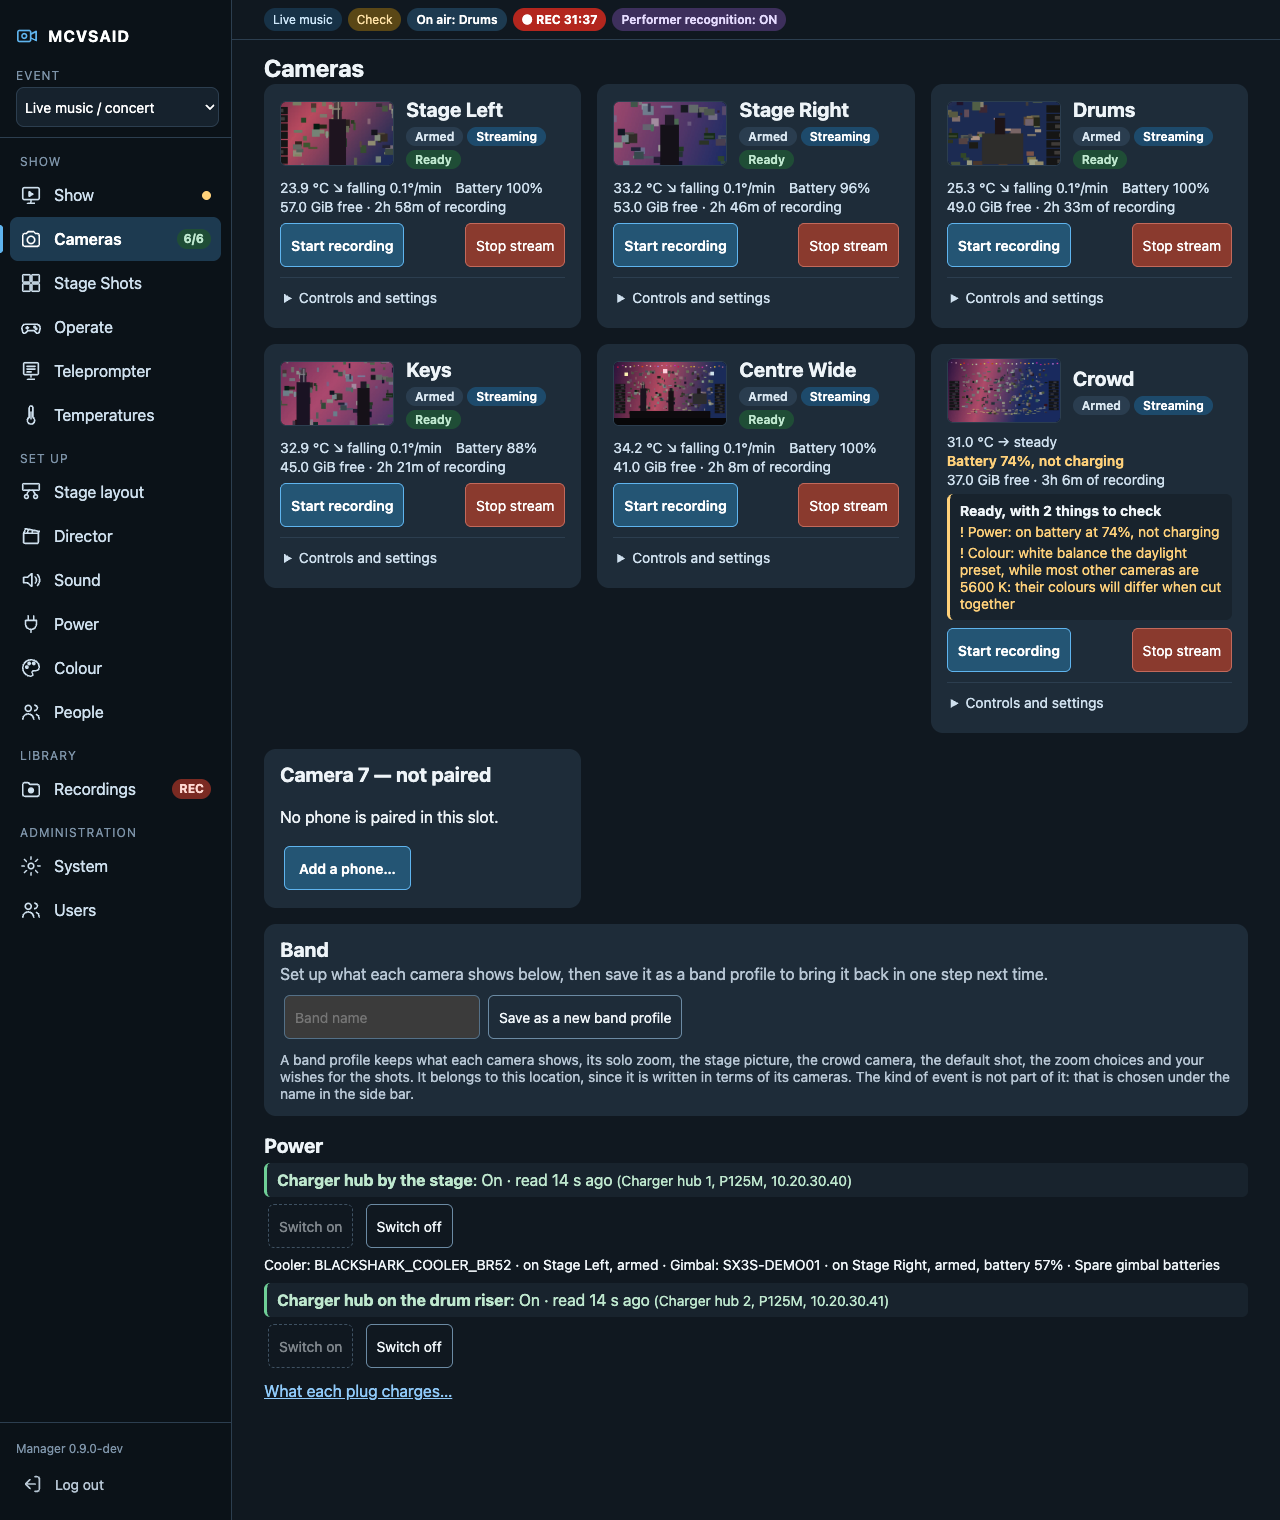 MCVSAID
EVENT
Live music / concert
SHOW
Show
Cameras 6/6
Stage Shots
Operate
Teleprompter
Temperatures
SET UP
Stage layout
Director
Sound
Power
Colour
People
LIBRARY
Recordings REC
ADMINISTRATION
System
Users
Manager 0.9.0-dev
Log out
Live music Check On air: Drums REC 31:37 Performer recognition: ON
Cameras
Stage Left
Armed Streaming
Ready
23.9 °C ↘ falling 0.1°/min Battery 100%
57.0 GiB free · 2h 58m of recording
Start recording Stop stream
▶ Controls and settings
Stage Right
Armed Streaming
Ready
33.2 °C ↘ falling 0.1°/min Battery 96%
53.0 GiB free · 2h 46m of recording
Start recording Stop stream
▶ Controls and settings
Drums
Armed Streaming
Ready
25.3 °C ↘ falling 0.1°/min Battery 100%
49.0 GiB free · 2h 33m of recording
Start recording Stop stream
▶ Controls and settings
Keys
Armed Streaming
Ready
32.9 °C ↘ falling 0.1°/min Battery 88%
45.0 GiB free · 2h 21m of recording
Start recording Stop stream
▶ Controls and settings
Centre Wide
Armed Streaming
Ready
34.2 °C ↘ falling 0.1°/min Battery 100%
41.0 GiB free · 2h 8m of recording
Start recording Stop stream
▶ Controls and settings
Crowd
Armed Streaming
31.0 °C → steady
Battery 74%, not charging
37.0 GiB free · 3h 6m of recording
Ready, with 2 things to check
! Power: on battery at 74%, not charging
! Colour: white balance the daylight
preset, while most other cameras are
5600 K: their colours will differ when cut
together
Start recording Stop stream
▶ Controls and settings
Camera 7 — not paired
No phone is paired in this slot.
Add a phone...
Band
Set up what each camera shows below, then save it as a band profile to bring it back in one step next time.
Band name Save as a new band profile
A band profile keeps what each camera shows, its solo zoom, the stage picture, the crowd camera, the default shot, the zoom choices and your
wishes for the shots. It belongs to this location, since it is written in terms of its cameras. The kind of event is not part of it: that is chosen under the
name in the side bar.
Power
Charger hub by the stage: On · read 14 s ago (Charger hub 1, P125M, 10.20.30.40)
Switch on Switch off
Cooler: BLACKSHARK_COOLER_BR52 · on Stage Left, armed · Gimbal: SX3S-DEMO01 · on Stage Right, armed, battery 57% · Spare gimbal batteries
Charger hub on the drum riser: On · read 14 s ago (Charger hub 2, P125M, 10.20.30.41)
Switch on Switch off
What each plug charges...